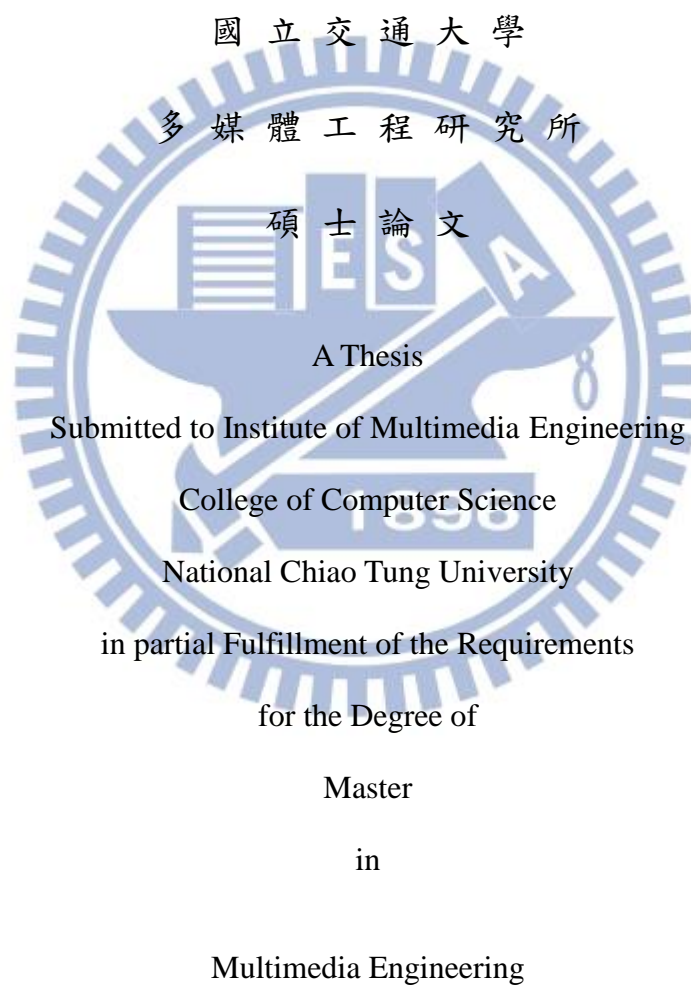 國 立 交 通 大 學
多 媒 體 工 程 研 究 所
碩 士 論 文
E S A
A Thesis
Submitted to Institute of Multimedia Engineering
College of Computer Science
1896
National Chiao Tung University
in partial Fulfillment of the Requirements
for the Degree of
Master
in
Multimedia Engineering